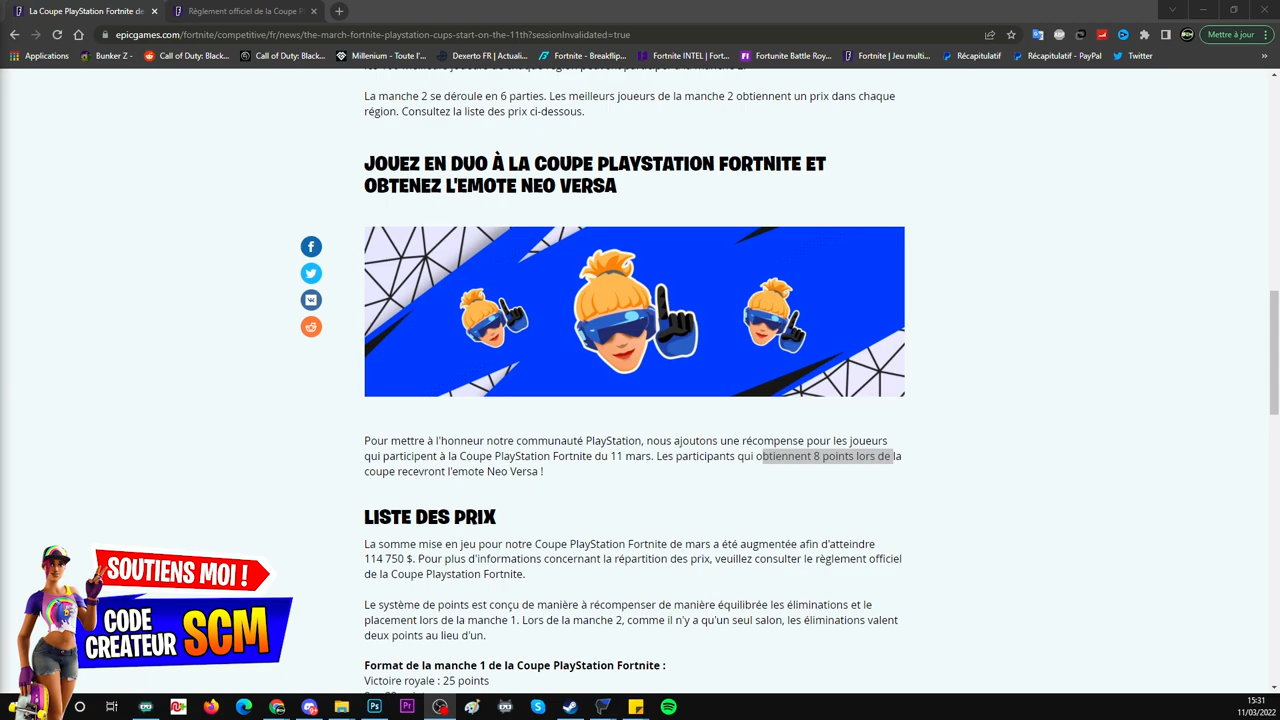 La Coupe PlayStation Fortnite de
Règlement officiel de la Coupe P
epicgames.com/fortnite/competitive/fr/news/the-march-fortnite-playstation-cups-start-on-the-11th?sessionInvalidated=true
Mettre à jour
Applications
Bunker Z -
Call of Duty: Black...
Call of Duty: Black...
Millenium - Toute l'...
Dexerto FR | Actuali...
Fortnite - Breakflip...
Fortnite INTEL | Fort...
Fortunite Battle Roy...
Fortnite | Jeu multi...
Récapitulatif
Récapitulatif - PayPal
Twitter
»
La manche 2 se déroule en 6 parties. Les meilleurs joueurs de la manche 2 obtiennent un prix dans chaque
région. Consultez la liste des prix ci-dessous.
JOUEZ EN DUO À LA COUPE PLAYSTATION FORTNITE ET
OBTENEZ L'EMOTE NEO VERSA
Pour mettre à l'honneur notre communauté PlayStation, nous ajoutons une récompense pour les joueurs
qui participent à la Coupe PlayStation Fortnite du 11 mars. Les participants qui obtiennent 8 points lors de la
coupe recevront l'emote Neo Versa !
LISTE DES PRIX
La somme mise en jeu pour notre Coupe PlayStation Fortnite de mars a été augmentée afin d'atteindre
114 750 $. Pour plus d'informations concernant la répartition des prix, veuillez consulter le règlement officiel
de la Coupe Playstation Fortnite.
Le système de points est conçu de manière à récompenser de manière équilibrée les éliminations et le
placement lors de la manche 1. Lors de la manche 2, comme il n'y a qu'un seul salon, les éliminations valent
deux points au lieu d'un.
Format de la manche 1 de la Coupe PlayStation Fortnite :
Victoire royale : 25 points
SOUTIENS MOI !
CODE
CRÉATEUR SCM
15:31
11/03/2022